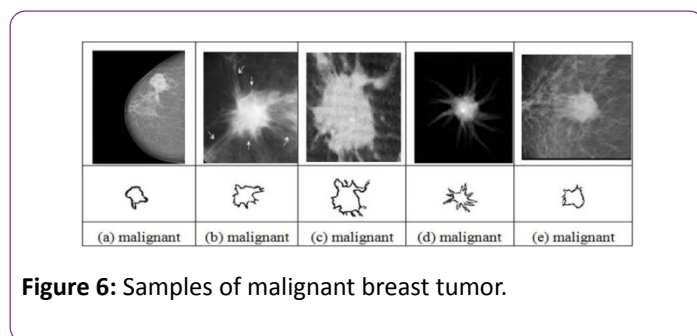 (a) malignant (b) malignant (c) malignant (d) malignant (e) malignant
Figure 6: Samples of malignant breast tumor.